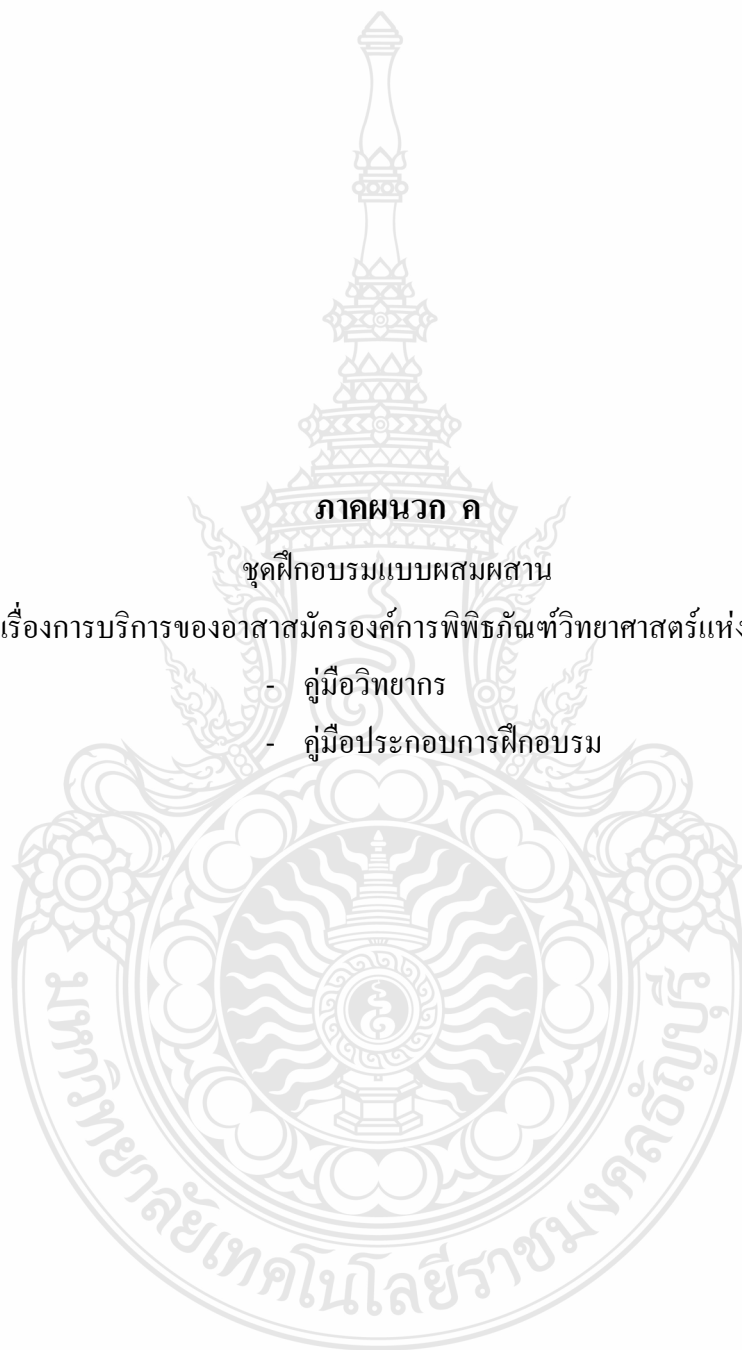 ภาคผนวก ค
ชุดฝึกอบรมแบบผสมผสาน
เรื่องการบริการของอาสาสมัครองค์การพิพิธภัณฑ์วิทยาศาสตร์แห่ง
- คู่มือวิทยากร
- คู่มือประกอบการฝึกอบรม
มหาวิทยาลัยเทคโนโลยีราชมงคลธัญบุรี